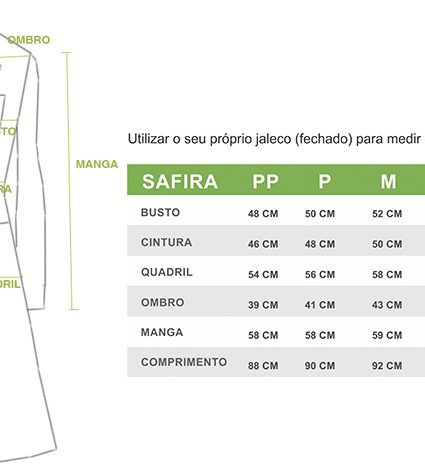 OMBRO
TO
MANGA
RA
DRIL
Utilizar o seu próprio jaleco (fechado) para medir
SAFIRA PP P M
BUSTO 48 CM 50 CM 52 CM
CINTURA 46 CM 48 CM 50 CM
QUADRIL 54 CM 56 CM 58 CM
OMBRO 39 CM 41 CM 43 CM
MANGA 58 CM 58 CM 59 CM
COMPRIMENTO 88 CM 90 CM 92 CM